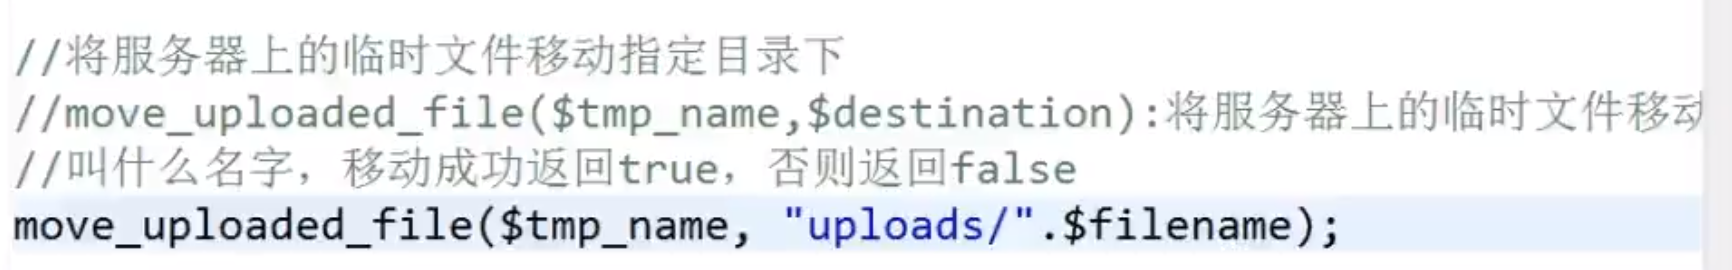 //将服务器上的临时文件移动指定目录下
//move_uploaded_file($tmp_name,$destination):将服务器上的临时文件移动
//叫什么名字，移动成功返回true，否则返回false
move_uploaded_file($tmp_name, "uploads/".$filename);